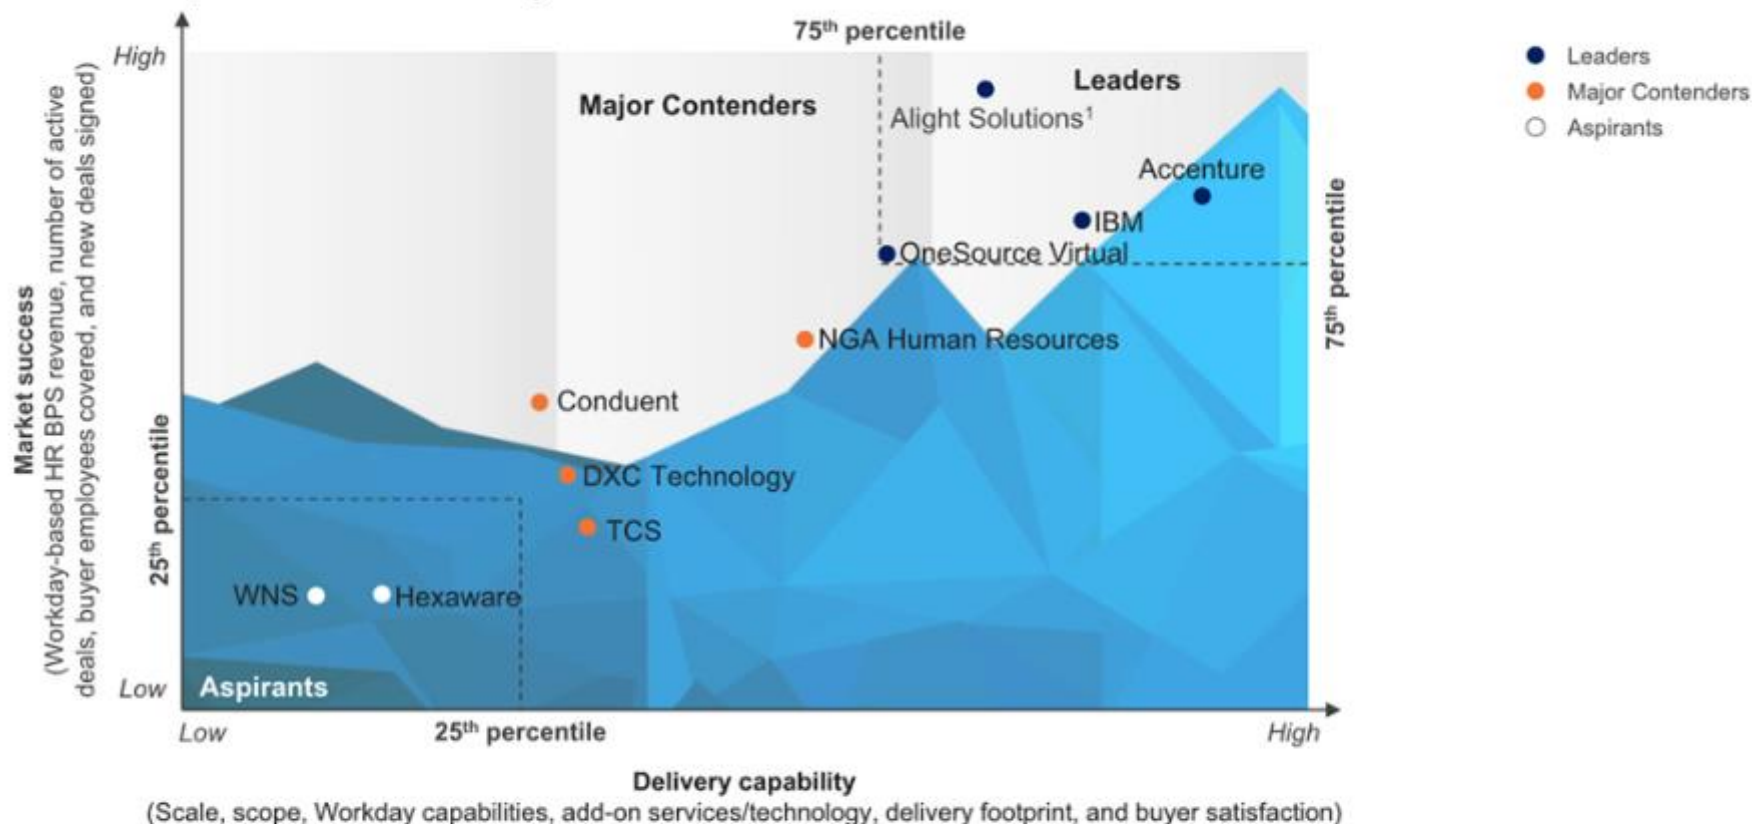 75th percentile
High
Leaders
Major Contenders
Aspirants
Major Contenders
Leaders
Alight Solutions1
Accenture
IBM
OneSource Virtual
75th percentile
NGA Human Resources
Conduent
DXC Technology
TCS
WNS
Hexaware
Aspirants
Market success
(Workday-based HR BPS revenue, number of active
deals, buyer employees covered, and new deals signed)
25th percentile
Low
Low
25th percentile
High
Delivery capability
(Scale, scope, Workday capabilities, add-on services/technology, delivery footprint, and buyer satisfaction)